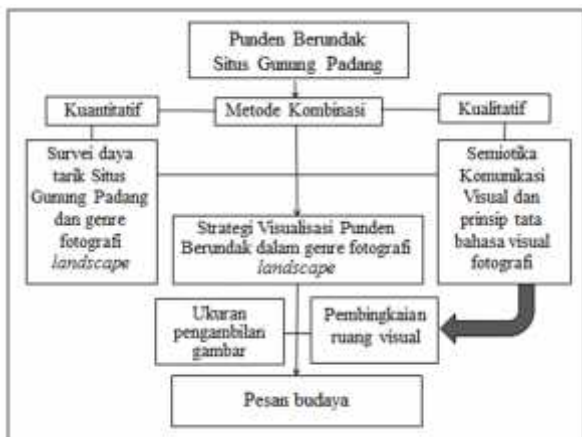 Punden Berundak
Situs Gunung Padang
Kuantitatif
Metode Kombinasi
Kualitatif
Survei daya
tarik Situs
Gunung Padang
dan genre
fotografi
landscape
Semiotika
Komunikasi
Visual dan
prinsip tata
bahasa visual
fotografi
Strategi Visualisasi Punden
Berundak dalam genre fotografi
landscape
Ukuran
pengambilan
gambar
Pembingkaian
ruang visual
Pesan budaya